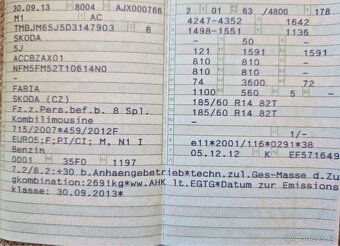 30.09.13 8004 AJX000766 2 01 63 /4800 178
M1 AC 4247-4352 1642
TMBJM65J5D3147903 6 1498-1551 1136
SKODA - 50 - -
5J 121 1591 1591
ACCBZAX01 810 810 -
NFM5FM52T10614NO 810 810 -
- 74 3600 72
FABIA 1100 560 5 -
SKODA (CZ) 185/60 R14 82T
Fz.z.Pers.bef.b. 8 Spl. 185/60 R14 82T
Kombilimousine -
715/2007*459/2012F - 1/-
EURO5;F;PI/CI; M, N1 I e11*2001/116*0291*38
Benzin 05.12.12 K EF571649
0001 35F0 1197
7.2/8.2:+30 b.Anhaengebetrieb*techn.zul.Ges-Masse d.Zu
gkombination:2691kg*ww.AHK lt.EGTG*Datum zur Emissions
klasse: 30.09.2013*